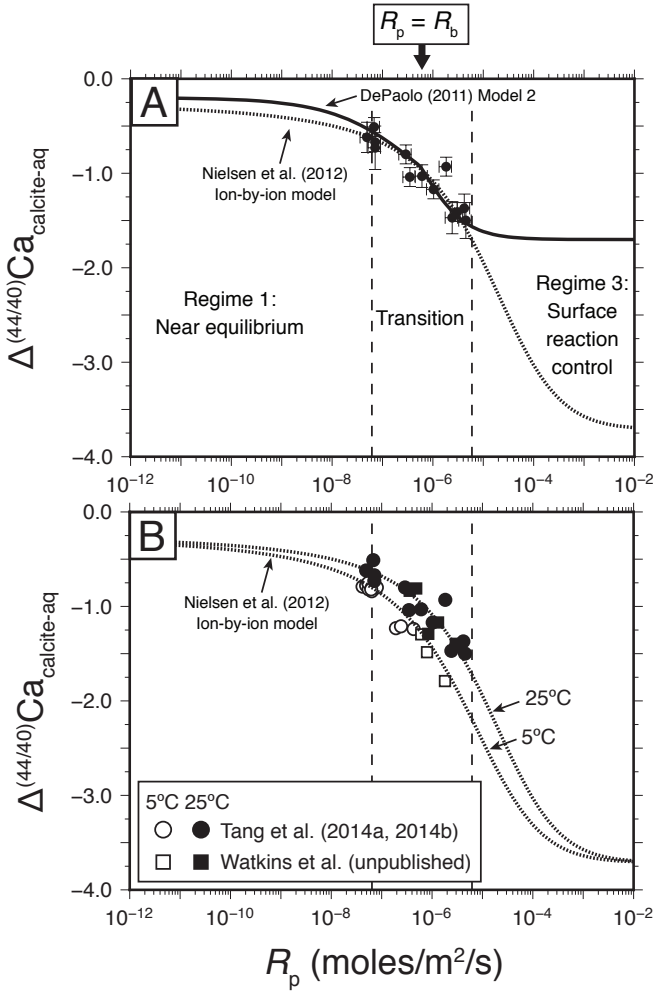 Rp = Rb
A
0.0
DePaolo (2011) Model 2
−1.0
Nielsen et al. (2012)
Ion-by-ion model
−2.0
Regime 1:
Near equilibrium
Transition
Regime 3:
Surface
reaction
control
−3.0
−4.0
Δ(44/40)Cacalcite-aq
10−12 10−10 10−8 10−6 10−4 10−2
B
0.0
Nielsen et al. (2012)
Ion-by-ion model
−1.0
−2.0
25ºC
5ºC
−3.0
5ºC 25ºC
Tang et al. (2014a, 2014b)
Watkins et al. (unpublished)
−4.0
Δ(44/40)Cacalcite-aq
10−12 10−10 10−8 10−6 10−4 10−2
Rp (moles/m2/s)